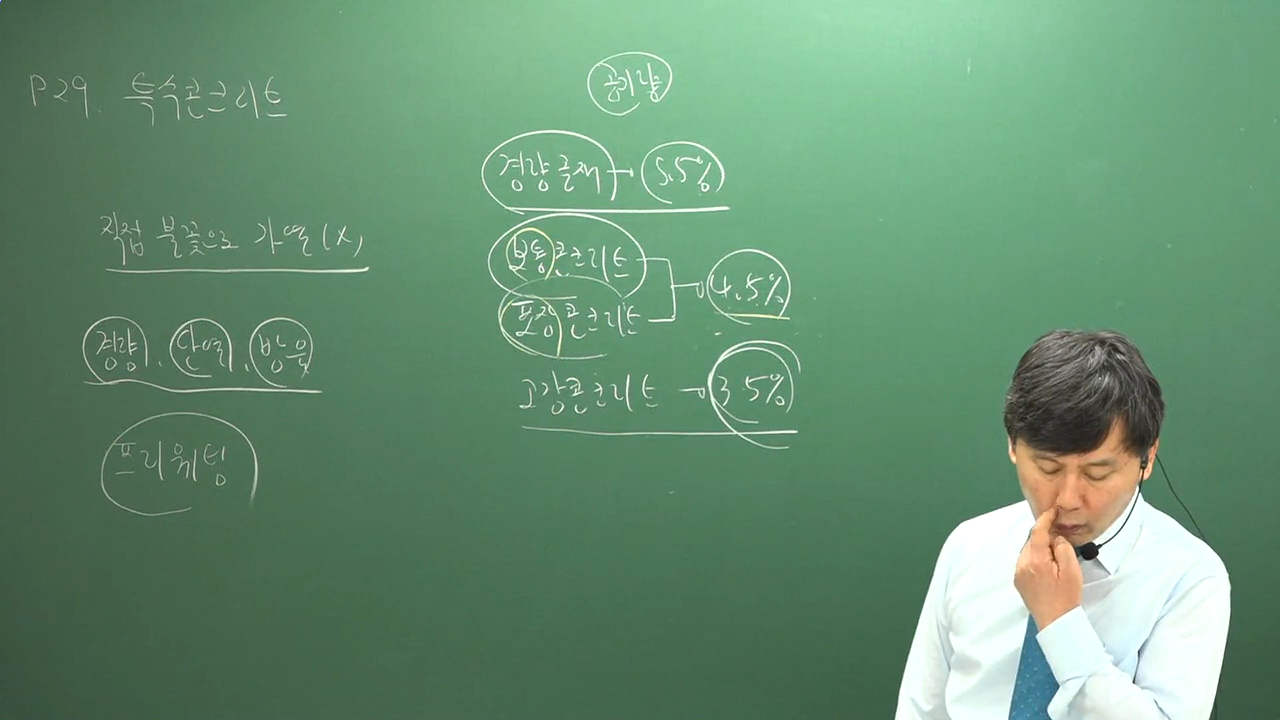 P29. 특수콘크리트
직접 불꽃으로 가열(X)
경량, 단열, 방음
프리웨팅
공기량
경량골재 → 5.5%
보통콘크리트
포장콘크리트
→ 4.5%
고강콘크리트 → 3.5%